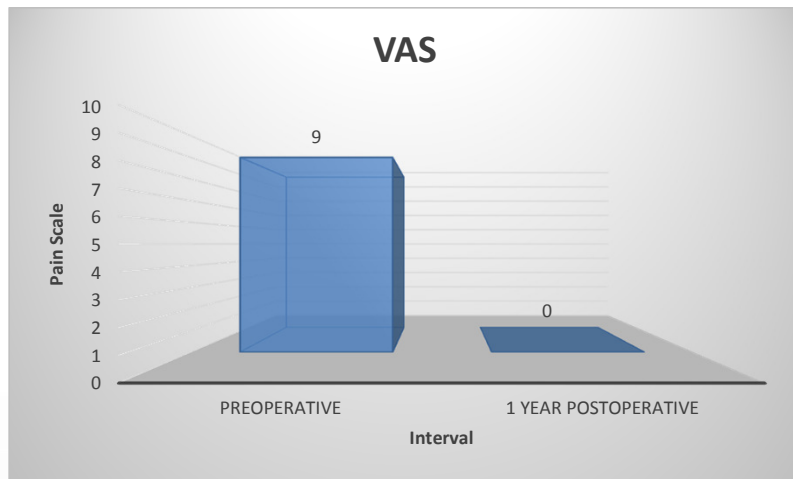 VAS
10
9
8
7
6
5
4
3
2
1
0
Pain Scale
9
0
PREOPERATIVE
1 YEAR POSTOPERATIVE
Interval